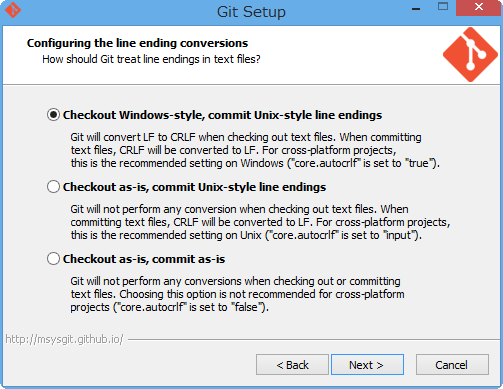 Git Setup
Configuring the line ending conversions
How should Git treat line endings in text files?
Checkout Windows-style, commit Unix-style line endings
Git will convert LF to CRLF when checking out text files. When committing
text files, CRLF will be converted to LF. For cross-platform projects,
this is the recommended setting on Windows ("core.autocrlf" is set to "true").
Checkout as-is, commit Unix-style line endings
Git will not perform any conversion when checking out text files. When
committing text files, CRLF will be converted to LF. For cross-platform projects,
this is the recommended setting on Unix ("core.autocrlf" is set to "input").
Checkout as-is, commit as-is
Git will not perform any conversions when checking out or committing
text files. Choosing this option is not recommended for cross-platform
projects ("core.autocrlf" is set to "false").
http://msysgit.github.io/
< Back
Next >
Cancel